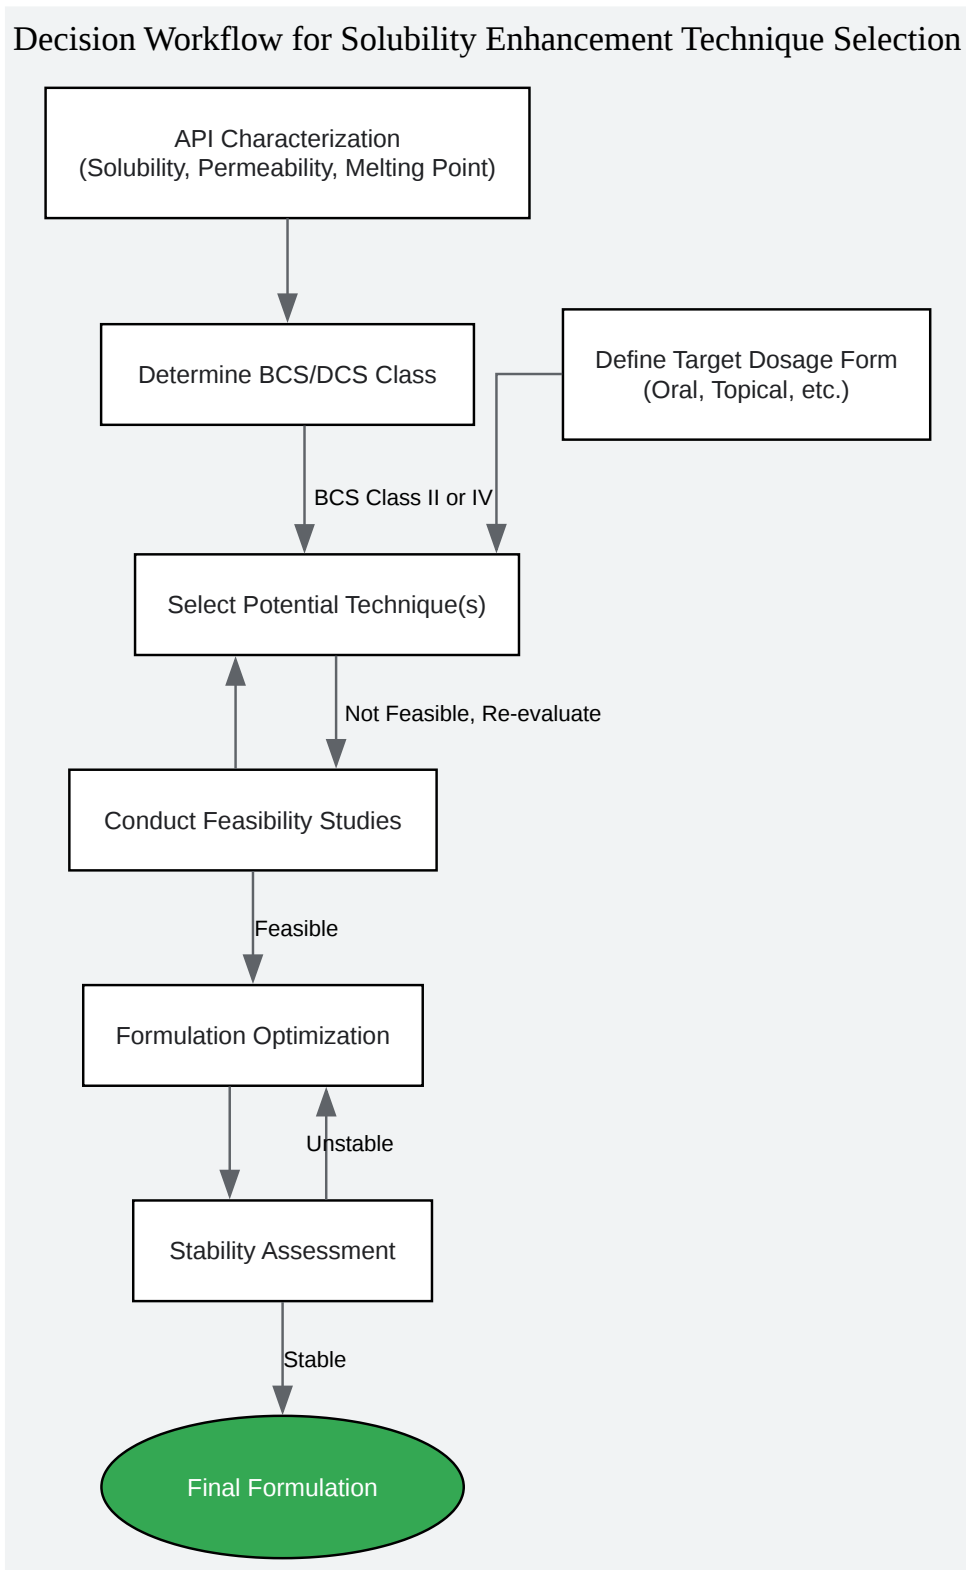 Decision Workflow for Solubility Enhancement Technique Selection
API Characterization
(Solubility, Permeability, Melting Point)
Determine BCS/DCS Class
Define Target Dosage Form
(Oral, Topical, etc.)
BCS Class II or IV
Select Potential Technique(s)
Not Feasible, Re-evaluate
Conduct Feasibility Studies
Feasible
Formulation Optimization
Unstable
Stability Assessment
Stable
Final Formulation